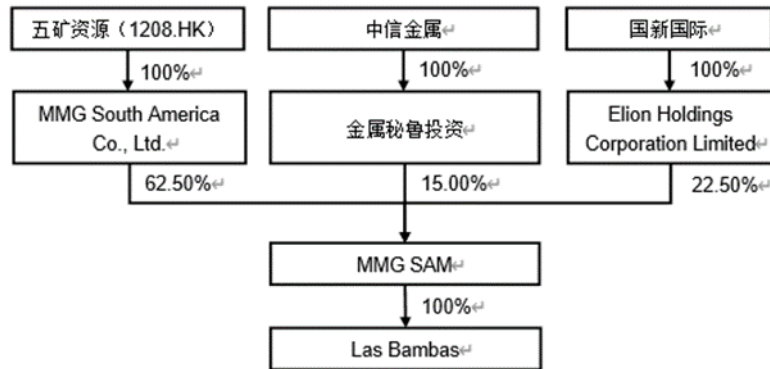 五矿资源（1208.HK）
中信金属
国新国际
100%
100%
100%
MMG South America
Co., Ltd.
金属秘鲁投资
Elion Holdings
Corporation Limited
62.50%
15.00%
22.50%
MMG SAM
100%
Las Bambas